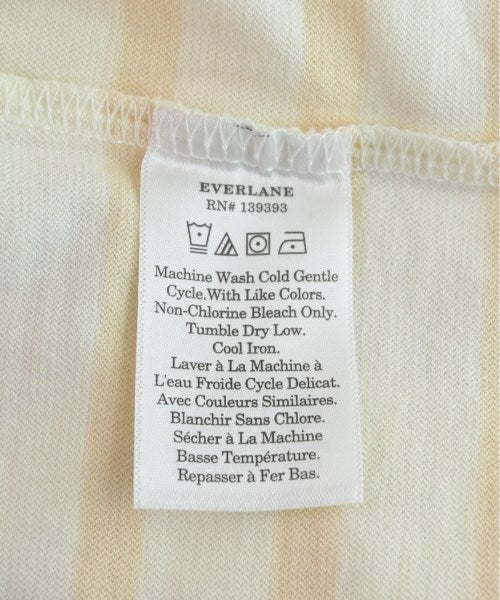 EVERLANE
RN# 139393
Machine Wash Cold Gentle
Cycle.With Like Colors.
Non-Chlorine Bleach Only.
Tumble Dry Low.
Cool Iron.
Laver à La Machine à
L'eau Froide Cycle Delicat.
Avec Couleurs Similaires.
Blanchir Sans Chlore.
Sécher à La Machine
Basse Température.
Repasser à Fer Bas.